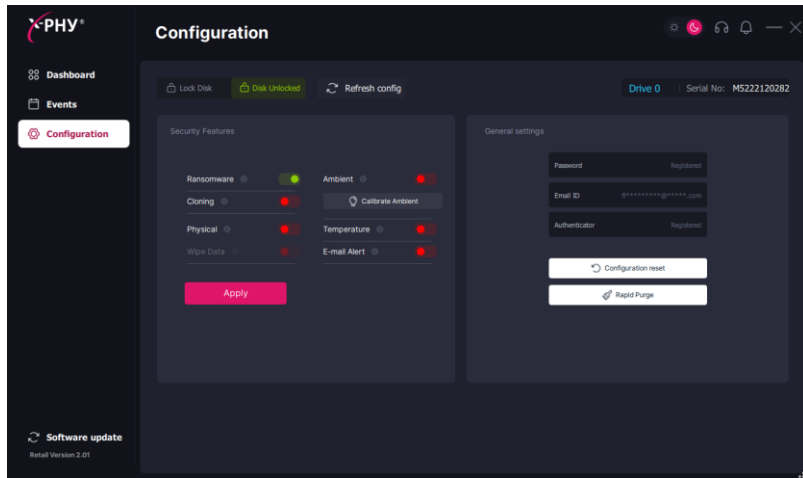 X-PHY®
Configuration
Dashboard
Events
Configuration
Lock Disk
Disk Unlocked
Refresh config
Drive 0
Serial No: M5222120282
Security Features
Ransomware
Ambient
Cloning
Calibrate Ambient
Physical
Temperature
Wipe Data
E-mail Alert
Apply
General settings
Password Registered
Email ID fl*********@*****.com
Authenticator Registered
Configuration reset
Rapid Purge
Software update
Retail Version 2.01